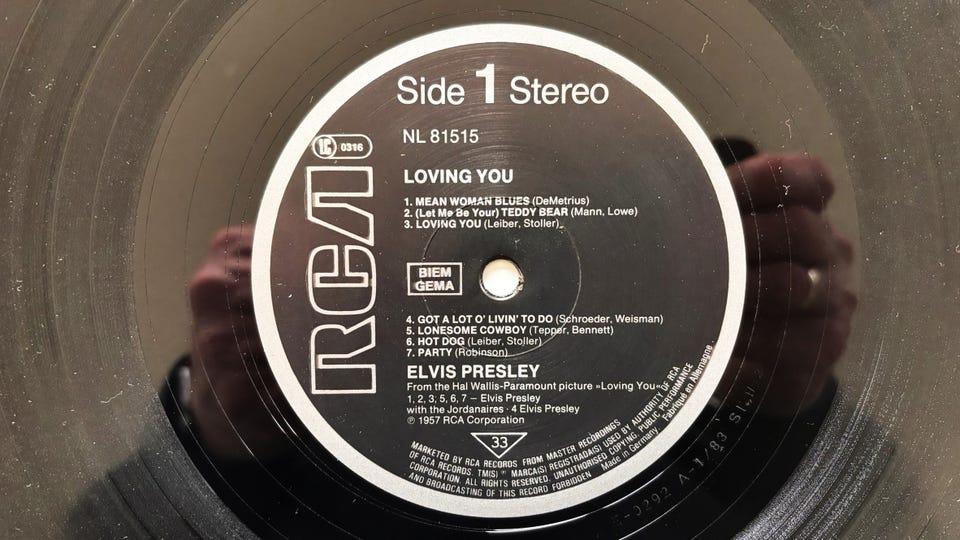 Side 1 Stereo
LC 0316
NL 81515
RCA
LOVING YOU
1. MEAN WOMAN BLUES (DeMetrius)
2. (Let Me Be Your) TEDDY BEAR (Mann, Lowe)
3. LOVING YOU (Leiber, Stoller)
BIEM
GEMA
4. GOT A LOT O' LIVIN' TO DO (Schroeder, Weisman)
5. LONESOME COWBOY (Tepper, Bennett)
6. HOT DOG (Leiber, Stoller)
7. PARTY (Robinson)
ELVIS PRESLEY
From the Hal Wallis-Paramount picture »Loving You«
1, 2, 3, 5, 6, 7 – Elvis Presley
with the Jordanaires · 4 Elvis Presley
℗ 1957 RCA Corporation
33
MARKETED BY RCA RECORDS FROM MASTER RECORDINGS
OF RCA RECORDS. TM(S) ® MARCA(S) REGISTRADA(S) USED BY AUTHORITY OF RCA
CORPORATION. ALL RIGHTS RESERVED. UNAUTHORISED COPYING, PUBLIC PERFORMANCE
AND BROADCASTING OF THIS RECORD FORBIDDEN Made in Germany. Fabriqué en Allemagne.
0292 A-1/83